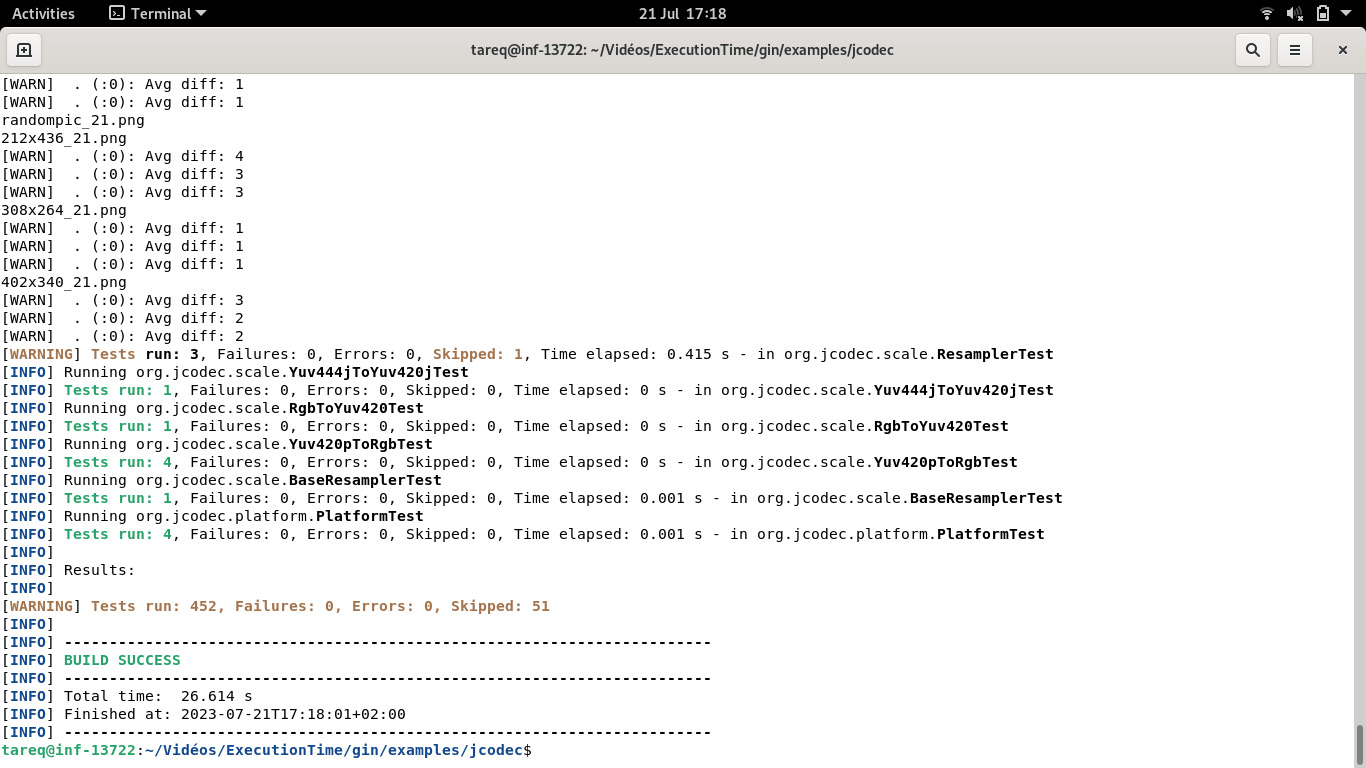 Activities Terminal 21 Jul 17:18
tareq@inf-13722: ~/Vidéos/ExecutionTime/gin/examples/jcodec
[WARN]  . (:0): Avg diff: 1
[WARN]  . (:0): Avg diff: 1
randompic_21.png
212x436_21.png
[WARN]  . (:0): Avg diff: 4
[WARN]  . (:0): Avg diff: 3
[WARN]  . (:0): Avg diff: 3
308x264_21.png
[WARN]  . (:0): Avg diff: 1
[WARN]  . (:0): Avg diff: 1
[WARN]  . (:0): Avg diff: 1
402x340_21.png
[WARN]  . (:0): Avg diff: 3
[WARN]  . (:0): Avg diff: 2
[WARN]  . (:0): Avg diff: 2
[WARNING] Tests run: 3, Failures: 0, Errors: 0, Skipped: 1, Time elapsed: 0.415 s - in org.jcodec.scale.ResamplerTest
[INFO] Running org.jcodec.scale.Yuv444jToYuv420jTest
[INFO] Tests run: 1, Failures: 0, Errors: 0, Skipped: 0, Time elapsed: 0 s - in org.jcodec.scale.Yuv444jToYuv420jTest
[INFO] Running org.jcodec.scale.RgbToYuv420Test
[INFO] Tests run: 1, Failures: 0, Errors: 0, Skipped: 0, Time elapsed: 0 s - in org.jcodec.scale.RgbToYuv420Test
[INFO] Running org.jcodec.scale.Yuv420pToRgbTest
[INFO] Tests run: 4, Failures: 0, Errors: 0, Skipped: 0, Time elapsed: 0 s - in org.jcodec.scale.Yuv420pToRgbTest
[INFO] Running org.jcodec.scale.BaseResamplerTest
[INFO] Tests run: 1, Failures: 0, Errors: 0, Skipped: 0, Time elapsed: 0.001 s - in org.jcodec.scale.BaseResamplerTest
[INFO] Running org.jcodec.platform.PlatformTest
[INFO] Tests run: 4, Failures: 0, Errors: 0, Skipped: 0, Time elapsed: 0.001 s - in org.jcodec.platform.PlatformTest
[INFO]
[INFO] Results:
[INFO]
[WARNING] Tests run: 452, Failures: 0, Errors: 0, Skipped: 51
[INFO]
[INFO] ------------------------------------------------------------------------
[INFO] BUILD SUCCESS
[INFO] ------------------------------------------------------------------------
[INFO] Total time:  26.614 s
[INFO] Finished at: 2023-07-21T17:18:01+02:00
[INFO] ------------------------------------------------------------------------
tareq@inf-13722:~/Vidéos/ExecutionTime/gin/examples/jcodec$